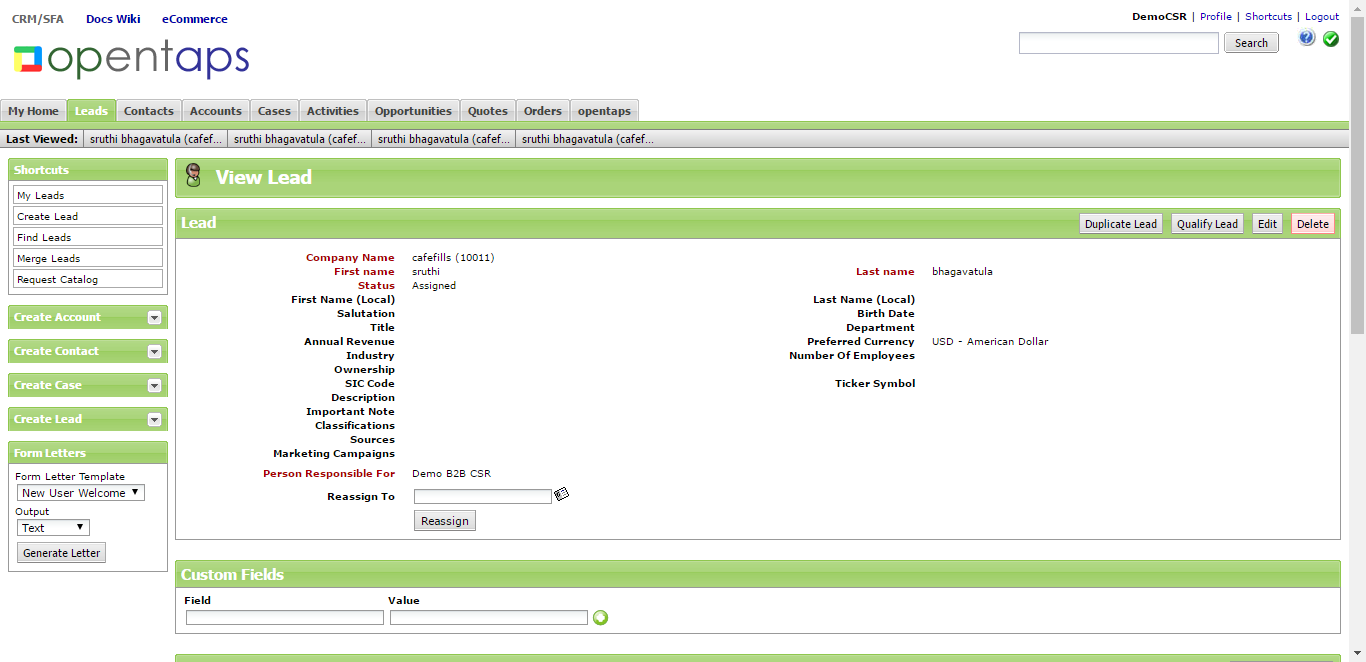 CRM/SFA Docs Wiki eCommerce
DemoCSR | Profile | Shortcuts | Logout
opentaps
Search
My Home Leads Contacts Accounts Cases Activities Opportunities Quotes Orders opentaps
Last Viewed: sruthi bhagavatula (cafef... sruthi bhagavatula (cafef... sruthi bhagavatula (cafef... sruthi bhagavatula (cafef...
Shortcuts
My Leads
Create Lead
Find Leads
Merge Leads
Request Catalog
Create Account
Create Contact
Create Case
Create Lead
Form Letters
Form Letter Template
New User Welcome
Output
Text
Generate Letter
View Lead
Lead Duplicate Lead Qualify Lead Edit Delete
Company Name cafefills (10011)
First name sruthi Last name bhagavatula
Status Assigned
First Name (Local) Last Name (Local)
Salutation Birth Date
Title Department
Annual Revenue Preferred Currency USD - American Dollar
Industry Number Of Employees
Ownership
SIC Code Ticker Symbol
Description
Important Note
Classifications
Sources
Marketing Campaigns
Person Responsible For Demo B2B CSR
Reassign To
Reassign
Custom Fields
Field Value